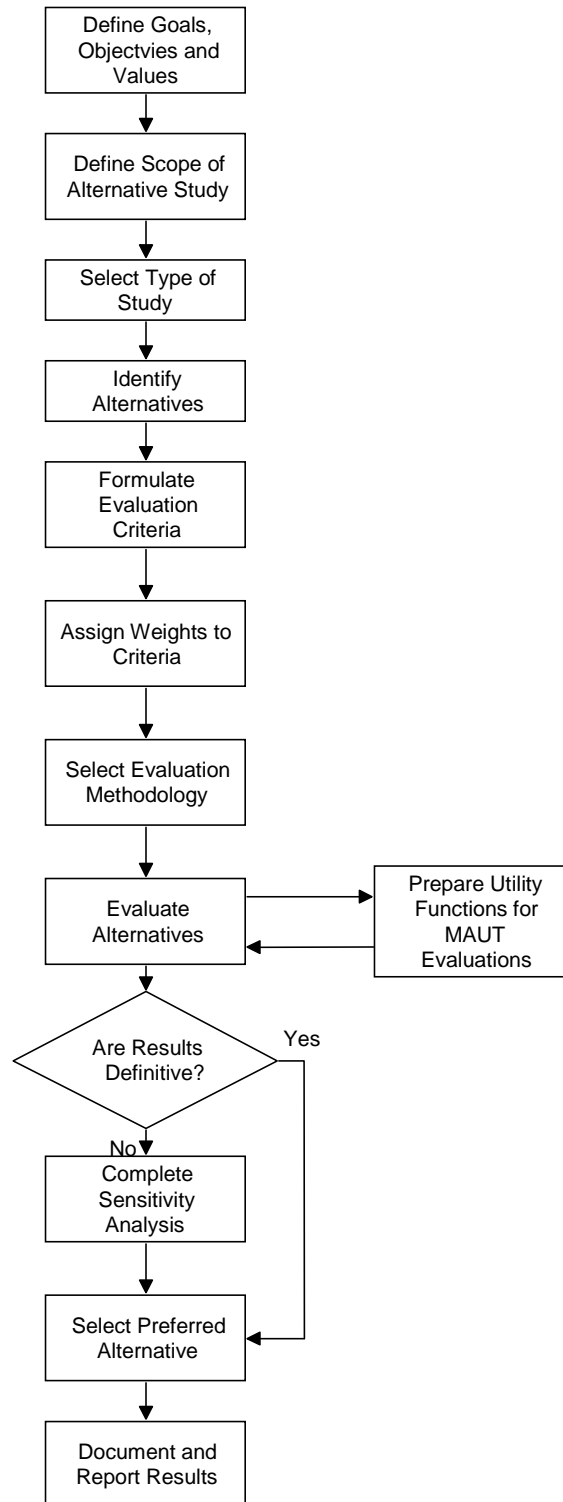 Define Goals,
Objectvies and
Values
Define Scope of
Alternative Study
Select Type of
Study
Identify
Alternatives
Formulate
Evaluation
Criteria
Assign Weights to
Criteria
Select Evaluation
Methodology
Evaluate
Alternatives
Prepare Utility
Functions for
MAUT
Evaluations
Are Results
Definitive?
Yes
No
Complete
Sensitivity
Analysis
Select Preferred
Alternative
Document and
Report Results